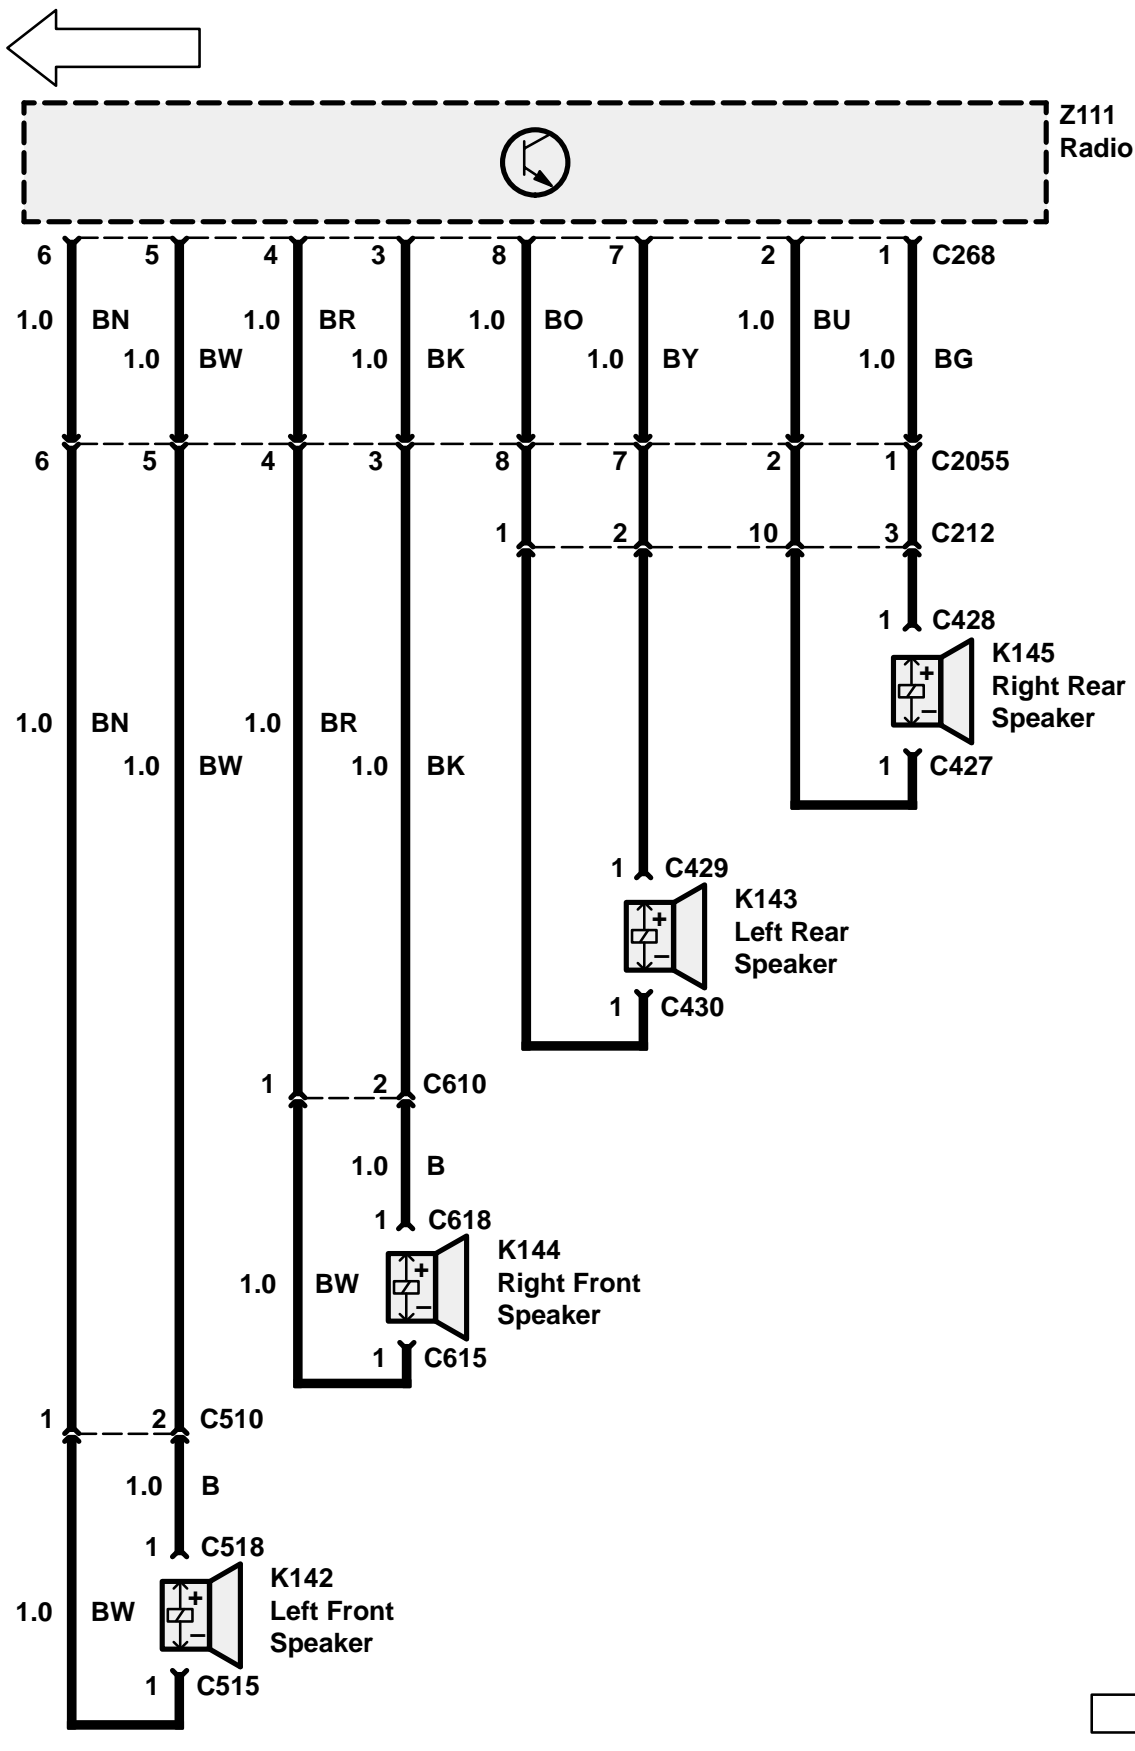 Z111
Radio
6 5 4 3 8 7 2 1 C268
1.0 BN 1.0 BR 1.0 BO 1.0 BU
1.0 BW 1.0 BK 1.0 BY 1.0 BG
6 5 4 3 8 7 2 1 C2055
1 2 10 3 C212
1 C428
K145
Right Rear
Speaker
1.0 BN 1.0 BR
1.0 BW 1.0 BK 1 C427
1 C429
K143
Left Rear
Speaker
1 C430
1 2 C610
1.0 B
1 C618
K144
Right Front
Speaker
1.0 BW
1 C615
1 2 C510
1.0 B
1 C518
K142
Left Front
Speaker
1.0 BW
1 C515